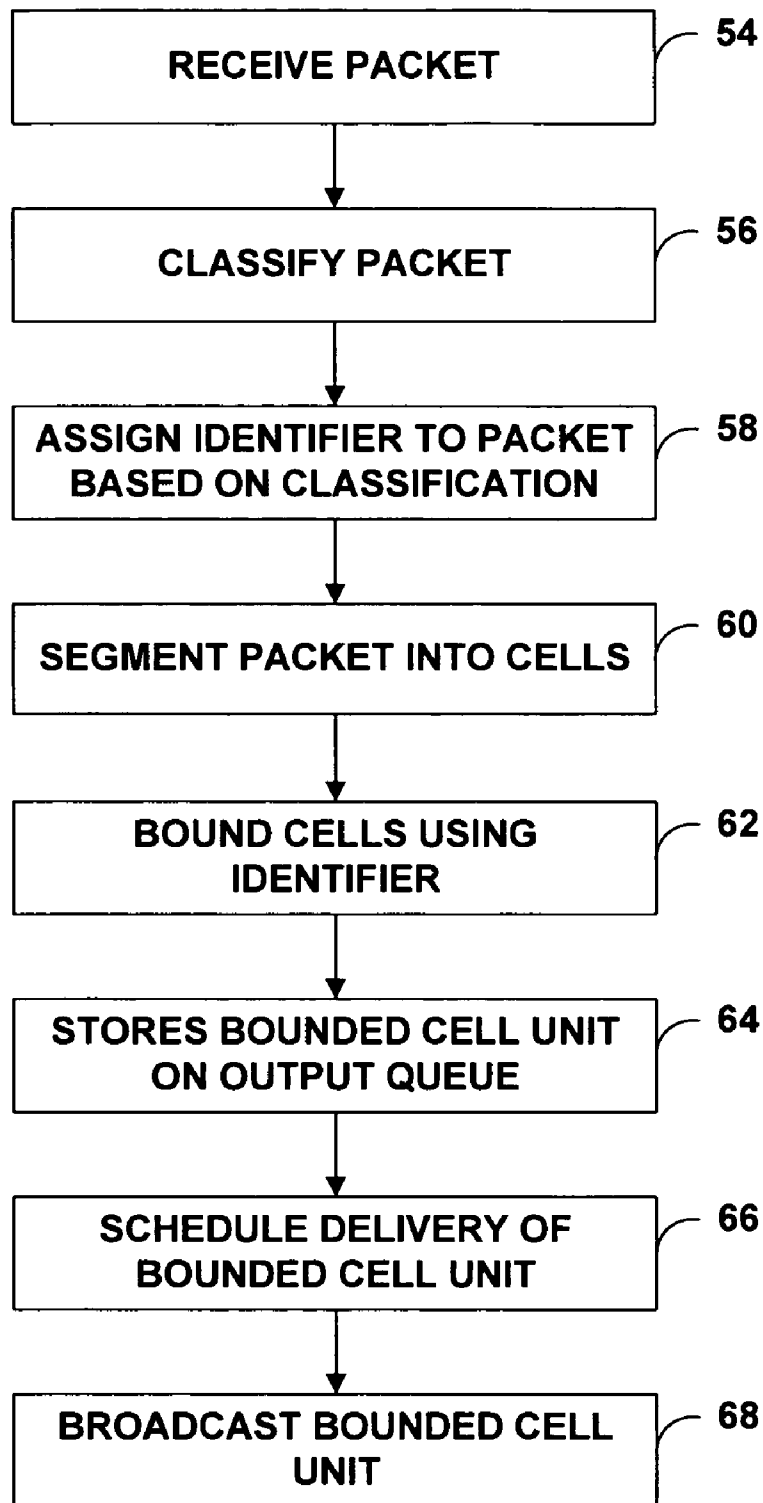 RECEIVE PACKET
54
CLASSIFY PACKET
56
ASSIGN IDENTIFIER TO PACKET
BASED ON CLASSIFICATION
58
SEGMENT PACKET INTO CELLS
60
BOUND CELLS USING
IDENTIFIER
62
STORES BOUNDED CELL UNIT
ON OUTPUT QUEUE
64
SCHEDULE DELIVERY OF
BOUNDED CELL UNIT
66
BROADCAST BOUNDED CELL
UNIT
68